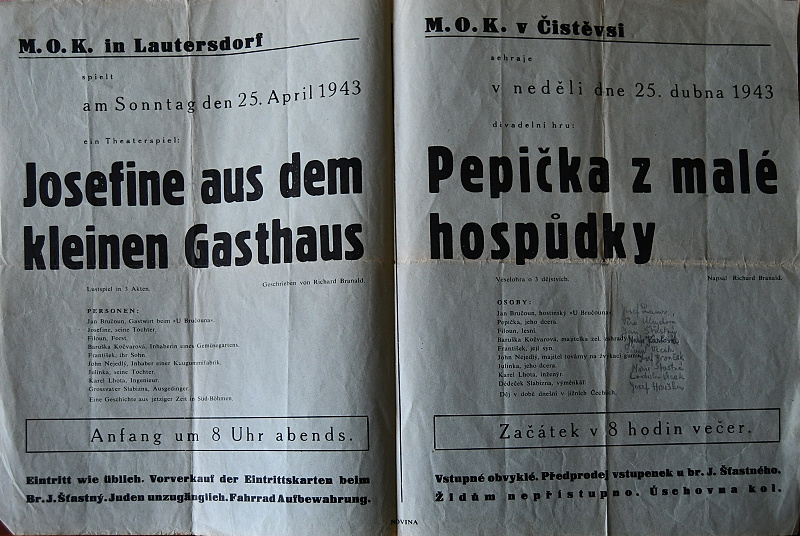 M.O.K. in Lautersdorf
spielt
am Sonntag den 25. April 1943
ein Theaterspiel:
Josefine aus dem
kleinen Gasthaus
Lustspiel in 3 Akten.
Geschrieben von Richard Branald.
PERSONEN:
Jan Bručoun, Gastwirt beim »U Bručouna«.
Josefine, seine Tochter.
Filoun, Forst.
Baruška Kočvarová, Inhaberin eines Gemüsegartens.
František, ihr Sohn.
John Nejedlý, Inhaber einer Kaugummifabrik.
Julinka, seine Tochter.
Karel Lhota, Ingenieur.
Grossvater Slabizna, Ausgedinger.
Eine Geschichte aus jetziger Zeit in Süd-Böhmen.
Anfang um 8 Uhr abends.
Eintritt wie üblich. Vorverkauf der Eintrittskarten beim
Br. J. Šťastný. Juden unzugänglich. Fahrrad Aufbewahrung.
M.O.K. v Čistěvsi
sehraje
v neděli dne 25. dubna 1943
divadelní hru:
Pepička z malé
hospůdky
Veselohra o 3 dějstvích.
Napsal Richard Branald.
OSOBY:
Jan Bručoun, hostinský »U Bručouna«
Pepička, jeho dcera.
Filoun, lesní.
Baruška Kočvarová, majitelka zel. zahrady
František, její syn.
John Nejedlý, majitel továrny na žvýkací gumu
Julinka, jeho dcera.
Karel Lhota, inženýr.
Dědeček Slabizna, výměnkář.
Děj v době dnešní v jižních Čechách.
Začátek v 8 hodin večer.
Vstupné obvyklé. Předprodej vstupenek u br. J. Šťastného.
Židům nepřístupno. Úschovna kol.
NOVINA